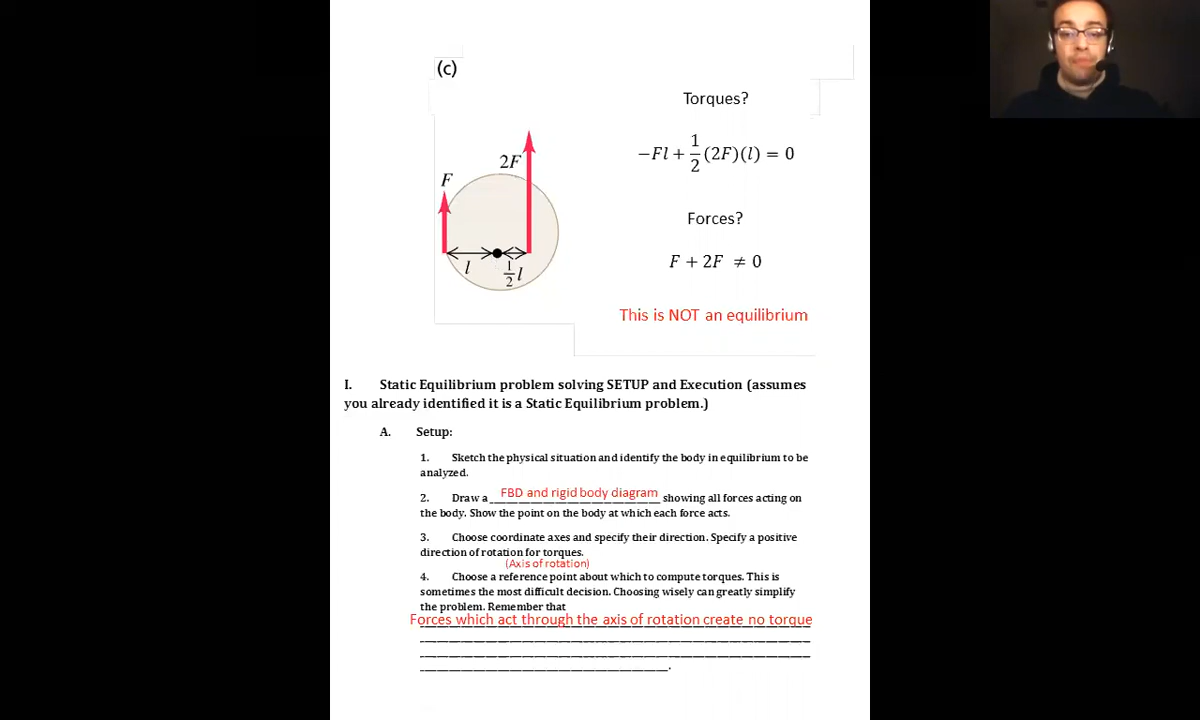 (c)
Torques?
−Fl + 1/2 (2F)(l) = 0
2F
F
Forces?
F + 2F ≠ 0
l
1/2 l
This is NOT an equilibrium
I. Static Equilibrium problem solving SETUP and Execution (assumes
you already identified it is a Static Equilibrium problem.)
A. Setup:
1. Sketch the physical situation and identify the body in equilibrium to be
analyzed.
2. Draw a FBD and rigid body diagram showing all forces acting on
the body. Show the point on the body at which each force acts.
3. Choose coordinate axes and specify their direction. Specify a positive
direction of rotation for torques.
(Axis of rotation)
4. Choose a reference point about which to compute torques. This is
sometimes the most difficult decision. Choosing wisely can greatly simplify
the problem. Remember that
Forces which act through the axis of rotation create no torque
.